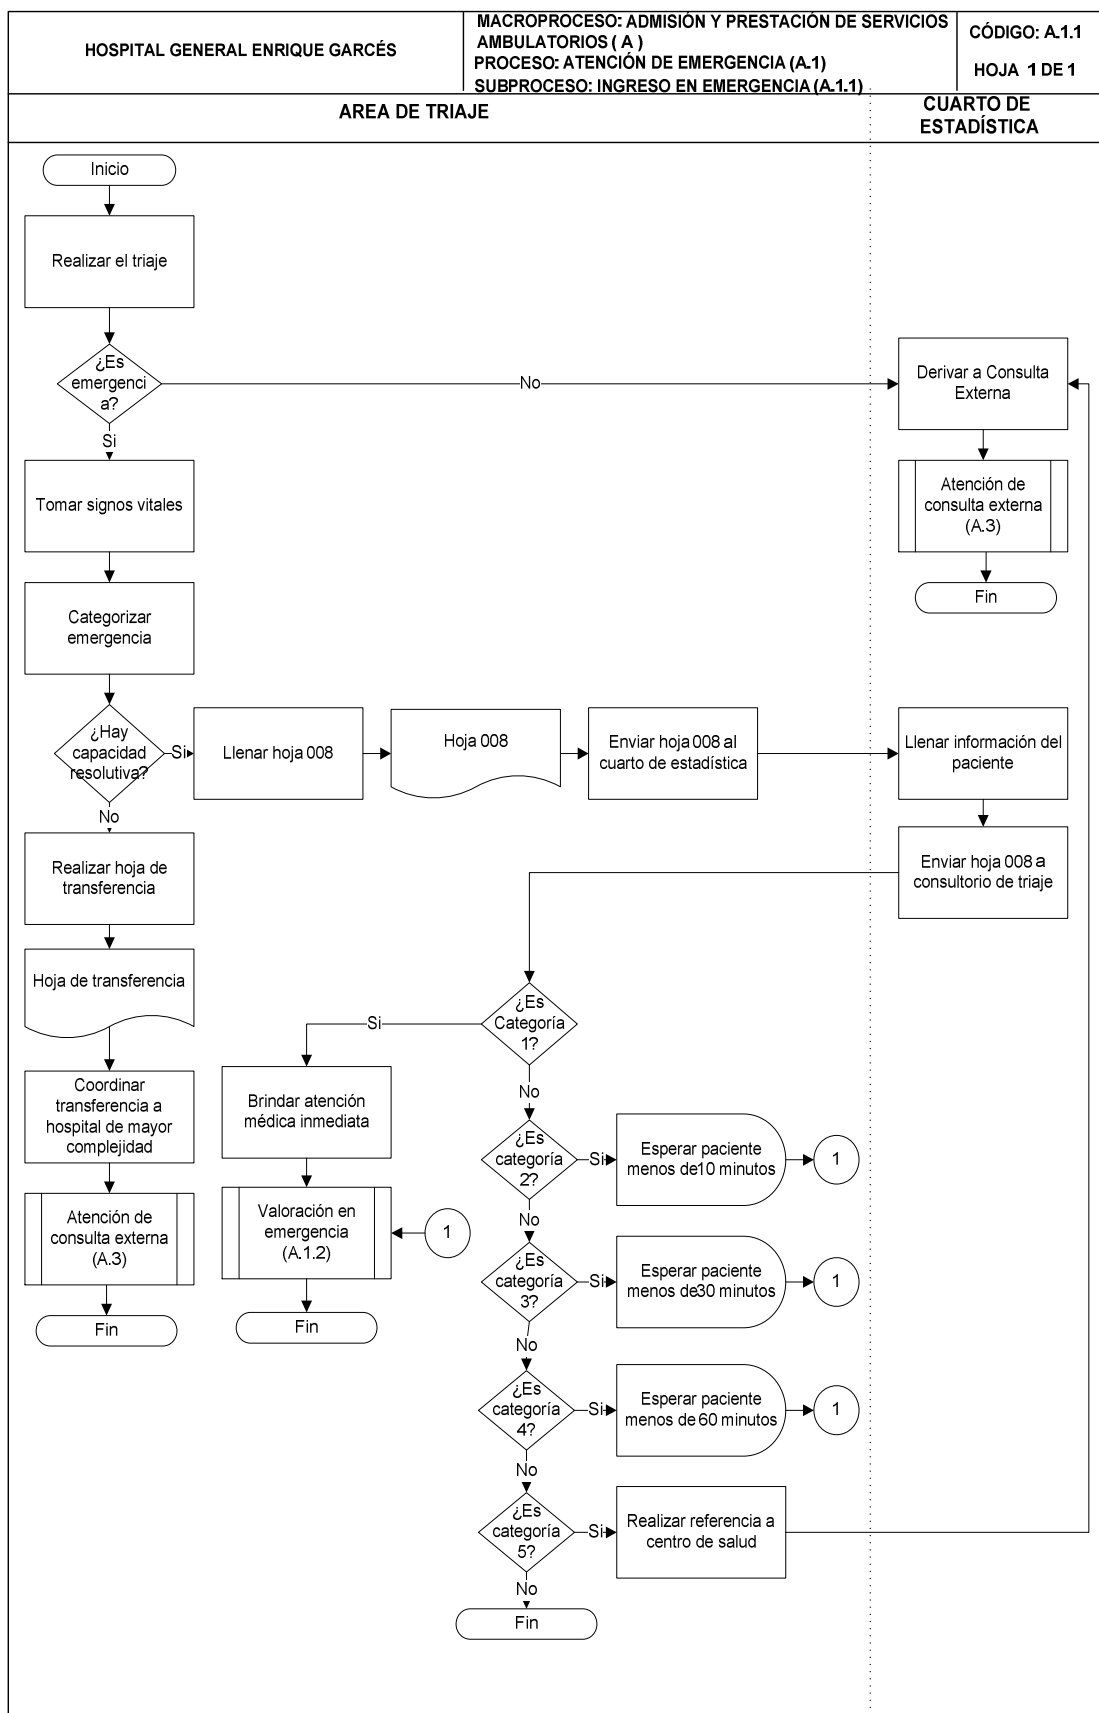 HOSPITAL GENERAL ENRIQUE GARCÉS
MACROPROCESO: ADMISIÓN Y PRESTACIÓN DE SERVICIOS
AMBULATORIOS ( A )
PROCESO: ATENCIÓN DE EMERGENCIA (A.1)
SUBPROCESO: INGRESO EN EMERGENCIA (A.1.1)
CÓDIGO: A.1.1
HOJA 1 DE 1
AREA DE TRIAJE
CUARTO DE
ESTADÍSTICA
Inicio
Realizar el triaje
¿Es
emergenci
a?
No
Derivar a Consulta
Externa
Si
Tomar signos vitales
Atención de
consulta externa
(A.3)
Fin
Categorizar
emergencia
¿Hay
capacidad
resolutiva?
Si
Llenar hoja 008
Hoja 008
Enviar hoja 008 al
cuarto de estadística
Llenar información del
paciente
No
Realizar hoja de
transferencia
Enviar hoja 008 a
consultorio de triaje
Hoja de transferencia
¿Es
Categoría
1?
Si
No
Coordinar
transferencia a
hospital de mayor
complejidad
Brindar atención
médica inmediata
¿Es
categoría
2?
Si
Esperar paciente
menos de10 minutos
1
No
Atención de
consulta externa
(A.3)
Valoración en
emergencia
(A.1.2)
1
¿Es
categoría
3?
Si
Esperar paciente
menos de30 minutos
1
Fin
Fin
No
¿Es
categoría
4?
Si
Esperar paciente
menos de 60 minutos
1
No
¿Es
categoría
5?
Si
Realizar referencia a
centro de salud
No
Fin